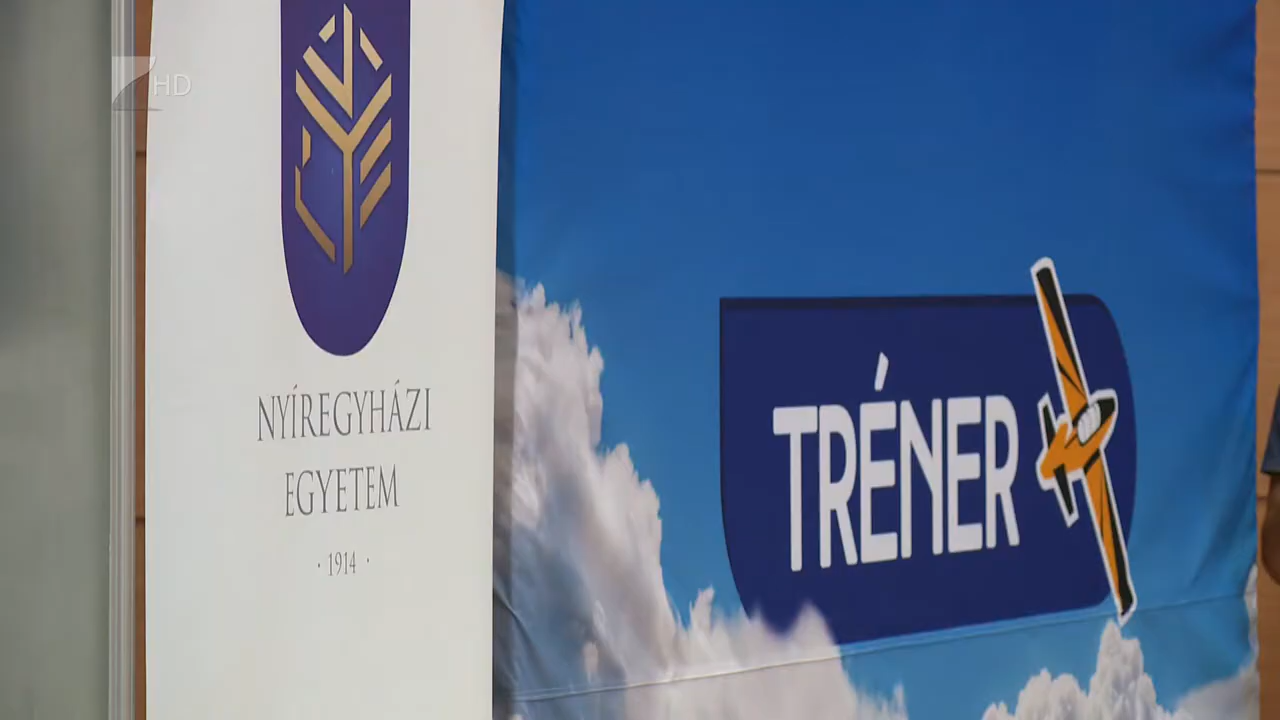 HD
NYÍREGYHÁZI
EGYETEM
· 1914 ·
TRÉNER